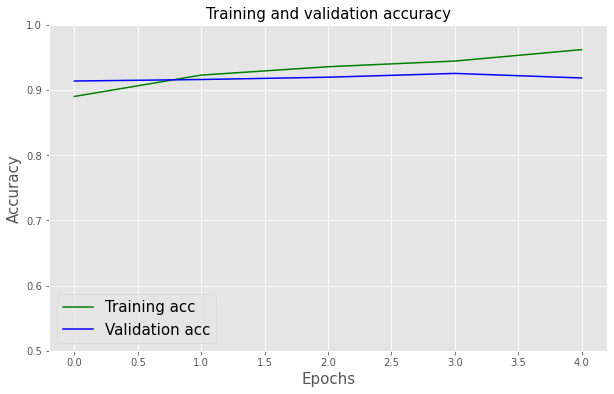 Training and validation accuracy
1.0
0.9
0.8
0.7
0.6
0.5
Accuracy
Training acc
Validation acc
0.0 0.5 1.0 1.5 2.0 2.5 3.0 3.5 4.0
Epochs